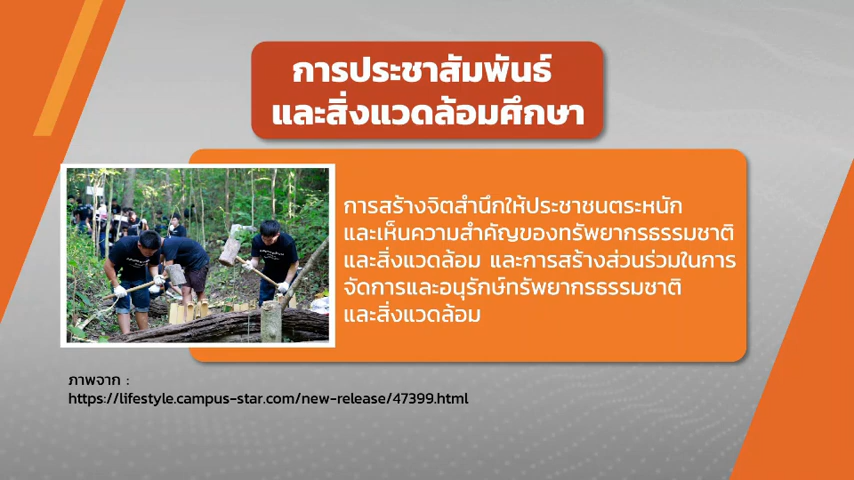 การประชาสัมพันธ์
และสิ่งแวดล้อมศึกษา
การสร้างจิตสำนึกให้ประชาชนตระหนัก
และเห็นความสำคัญของทรัพยากรธรรมชาติ
และสิ่งแวดล้อม และการสร้างส่วนร่วมในการ
จัดการและอนุรักษ์ทรัพยากรธรรมชาติ
และสิ่งแวดล้อม
ภาพจาก :
https://lifestyle.campus-star.com/new-release/47399.html